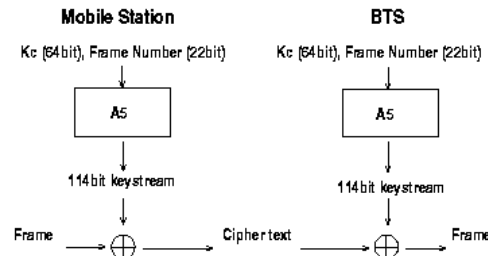 Mobile Station BTS
Kc (64bit), Frame Number (22bit) Kc (64bit), Frame Number (22bit)
A5 A5
114bit keystream 114bit keystream
Frame Cipher text Frame